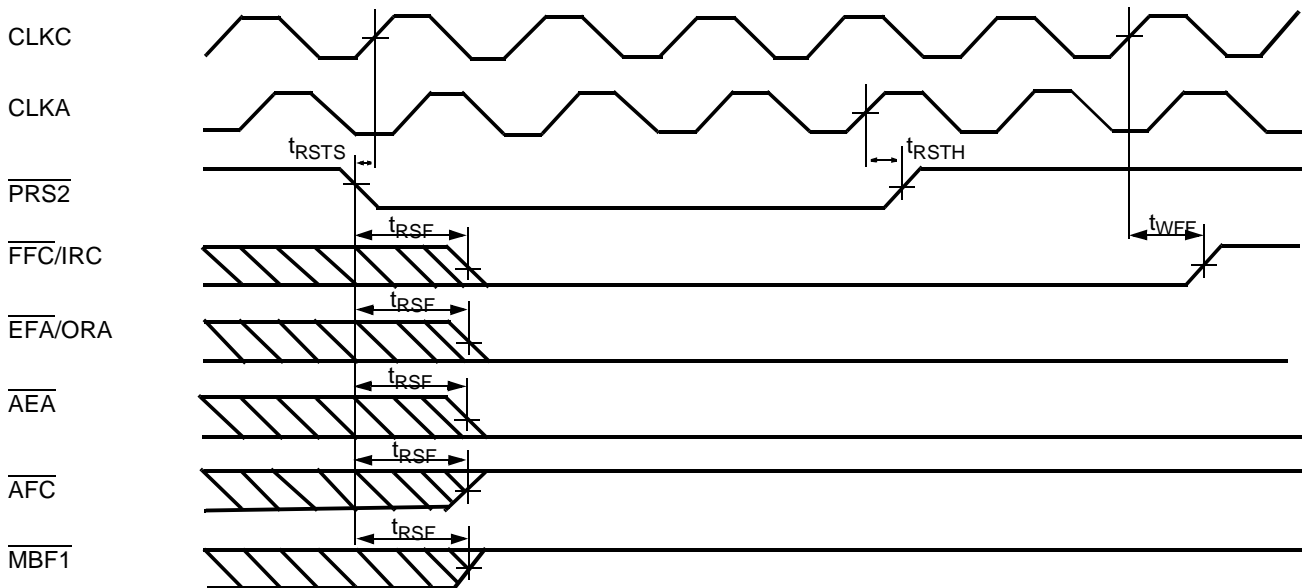 CLKC
CLKA
tRSTS
tRSTH
PRS2
tRSF
tWFF
FFC/IRC
tRSF
EFA/ORA
tRSF
AEA
tRSF
AFC
tRSF
MBF1